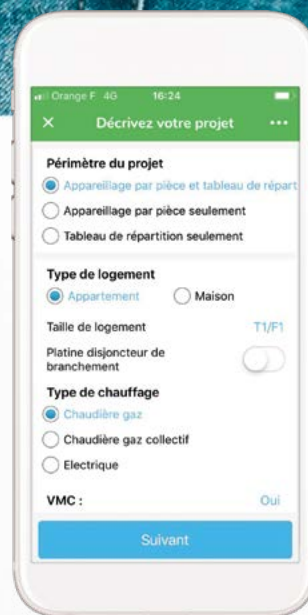 Orange F 4G 16:24
Décrivez votre projet
Périmètre du projet
Appareillage par pièce et tableau de répart
Appareillage par pièce seulement
Tableau de répartition seulement
Type de logement
Appartement Maison
Taille de logement T1/F1
Platine disjoncteur de
branchement
Type de chauffage
Chaudière gaz
Chaudière gaz collectif
Electrique
VMC : Oui
Suivant